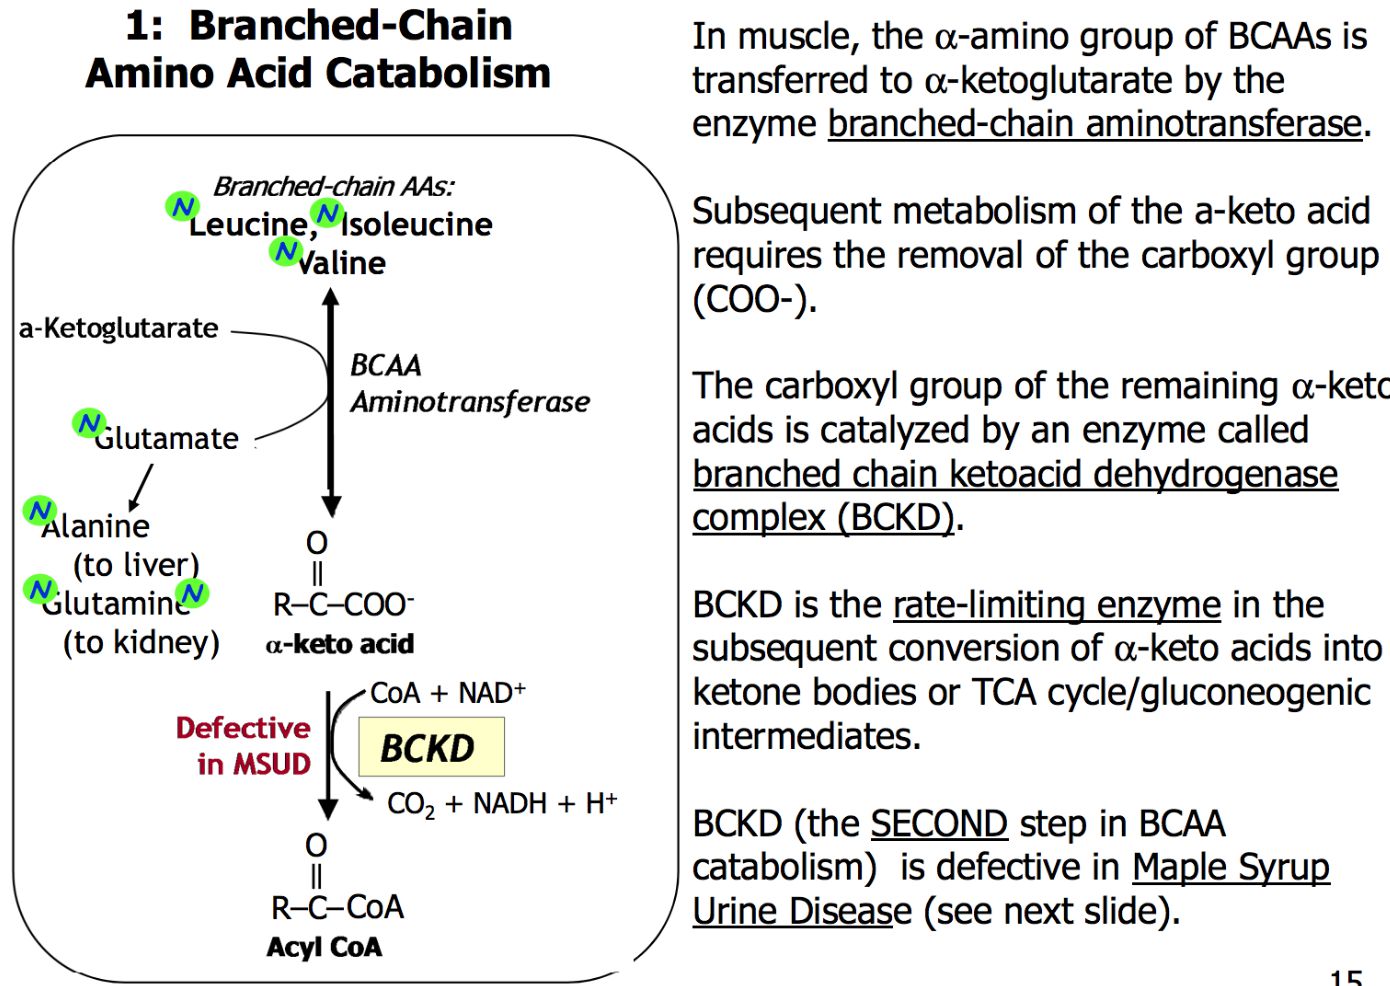 1: Branched-Chain
Amino Acid Catabolism
Branched-chain AAs:
N Leucine, N Isoleucine
N Valine
a-Ketoglutarate
BCAA
Aminotransferase
N Glutamate
N Alanine
(to liver)
N Glutamine N
(to kidney)
O
||
R–C–COO⁻
α-keto acid
CoA + NAD⁺
Defective
in MSUD
BCKD
CO₂ + NADH + H⁺
O
||
R–C–CoA
Acyl CoA
In muscle, the α-amino group of BCAAs is
transferred to α-ketoglutarate by the
enzyme branched-chain aminotransferase.
Subsequent metabolism of the a-keto acid
requires the removal of the carboxyl group
(COO-).
The carboxyl group of the remaining α-keto
acids is catalyzed by an enzyme called
branched chain ketoacid dehydrogenase
complex (BCKD).
BCKD is the rate-limiting enzyme in the
subsequent conversion of α-keto acids into
ketone bodies or TCA cycle/gluconeogenic
intermediates.
BCKD (the SECOND step in BCAA
catabolism) is defective in Maple Syrup
Urine Disease (see next slide).
15